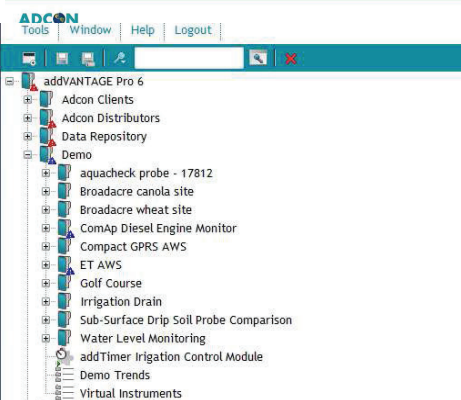 ADCON
Tools Window Help Logout
addVANTAGE Pro 6
Adcon Clients
Adcon Distributors
Data Repository
Demo
aquacheck probe - 17812
Broadacre canola site
Broadacre wheat site
ComAp Diesel Engine Monitor
Compact GPRS AWS
ET AWS
Golf Course
Irrigation Drain
Sub-Surface Drip Soil Probe Comparison
Water Level Monitoring
addTimer Irigation Control Module
Demo Trends
Virtual Instruments